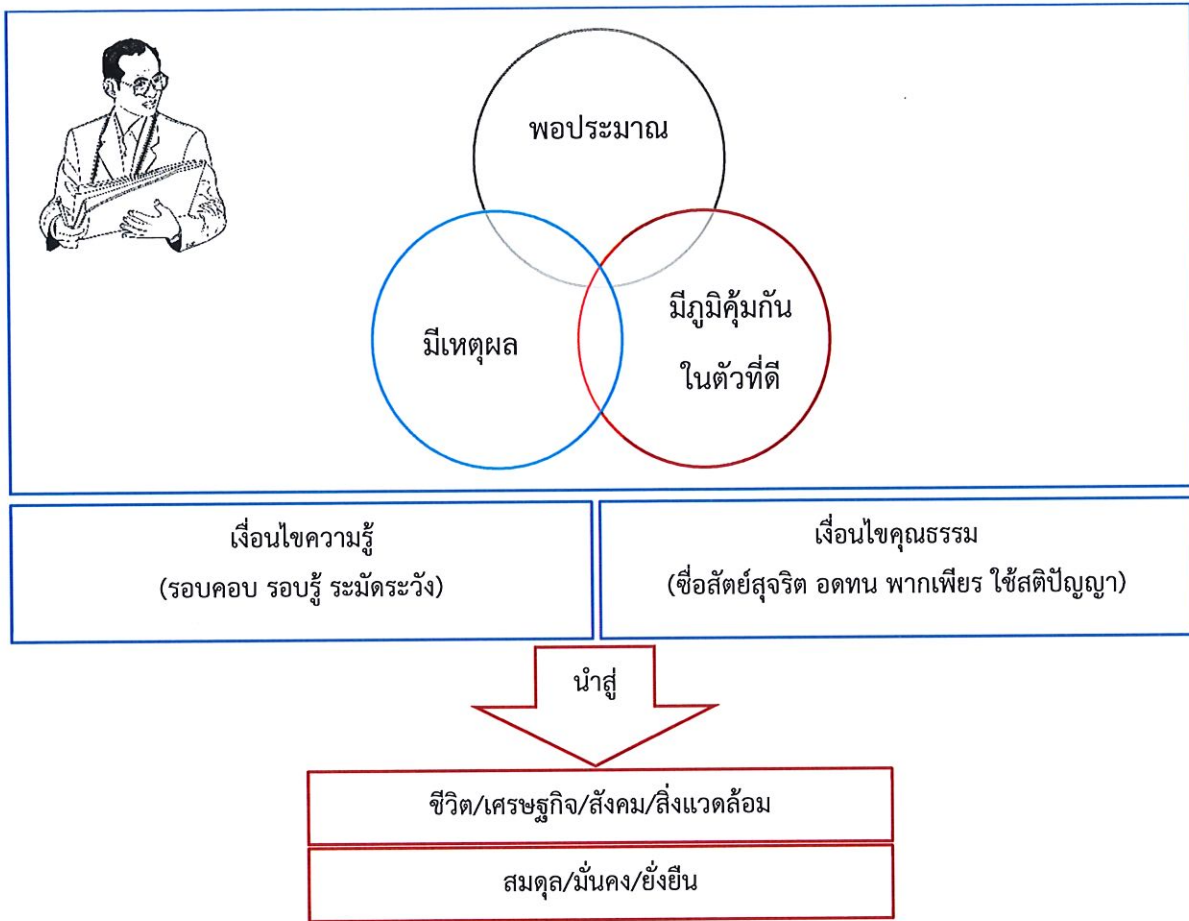 พอประมาณ
มีเหตุผล
มีภูมิคุ้มกัน
ในตัวที่ดี
เงื่อนไขความรู้
(รอบคอบ รอบรู้ ระมัดระวัง)
เงื่อนไขคุณธรรม
(ซื่อสัตย์สุจริต อดทน พากเพียร ใช้สติปัญญา)
นำสู่
ชีวิต/เศรษฐกิจ/สังคม/สิ่งแวดล้อม
สมดุล/มั่นคง/ยั่งยืน